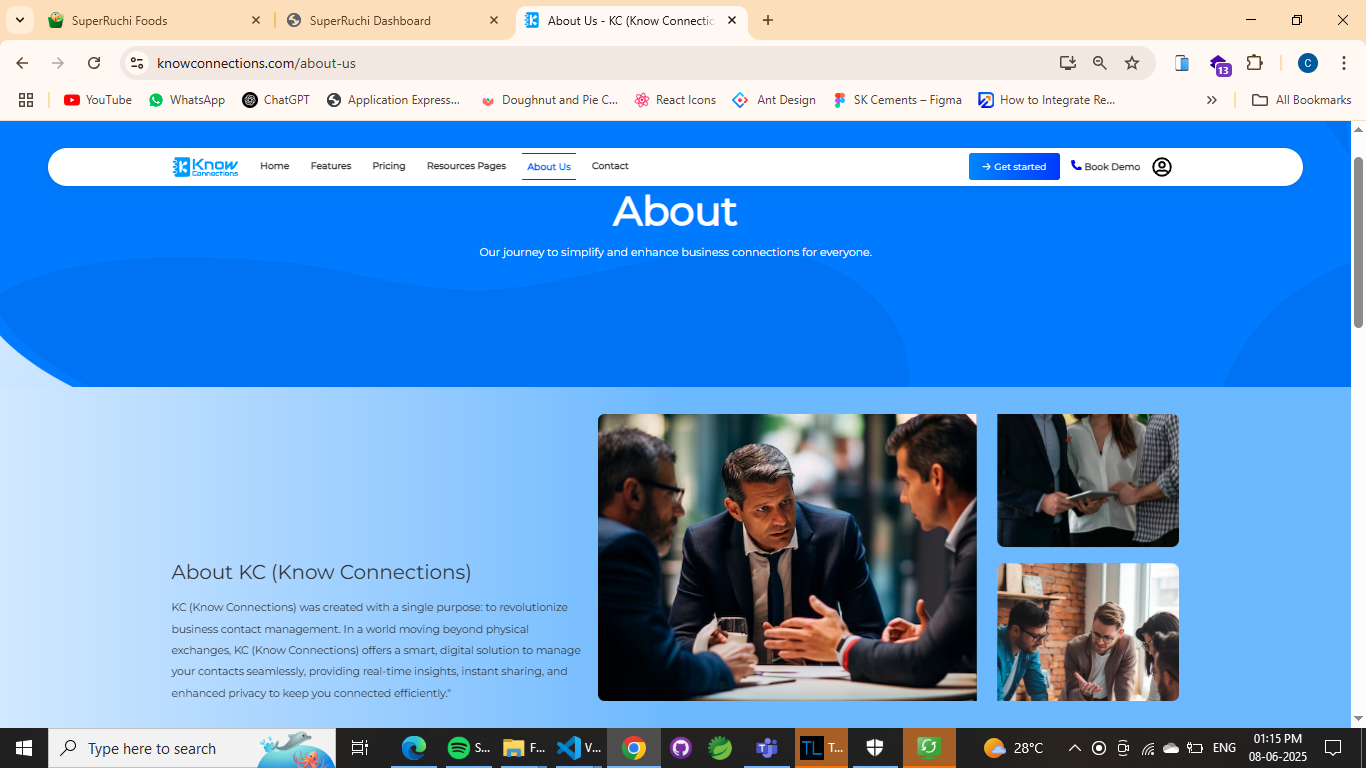 SuperRuchi Foods
SuperRuchi Dashboard
About Us - KC (Know Connectio
knowconnections.com/about-us
13
C
YouTube
WhatsApp
ChatGPT
Application Express...
Doughnut and Pie C...
React Icons
Ant Design
SK Cements – Figma
How to Integrate Re...
All Bookmarks
Know
Connections
Home
Features
Pricing
Resources Pages
About Us
Contact
Get started
Book Demo
About
Our journey to simplify and enhance business connections for everyone.
About KC (Know Connections)
KC (Know Connections) was created with a single purpose: to revolutionize
business contact management. In a world moving beyond physical
exchanges, KC (Know Connections) offers a smart, digital solution to manage
your contacts seamlessly, providing real-time insights, instant sharing, and
enhanced privacy to keep you connected efficiently."
Type here to search
S...
F...
V...
TL
T...
28°C
ENG
01:15 PM
08-06-2025